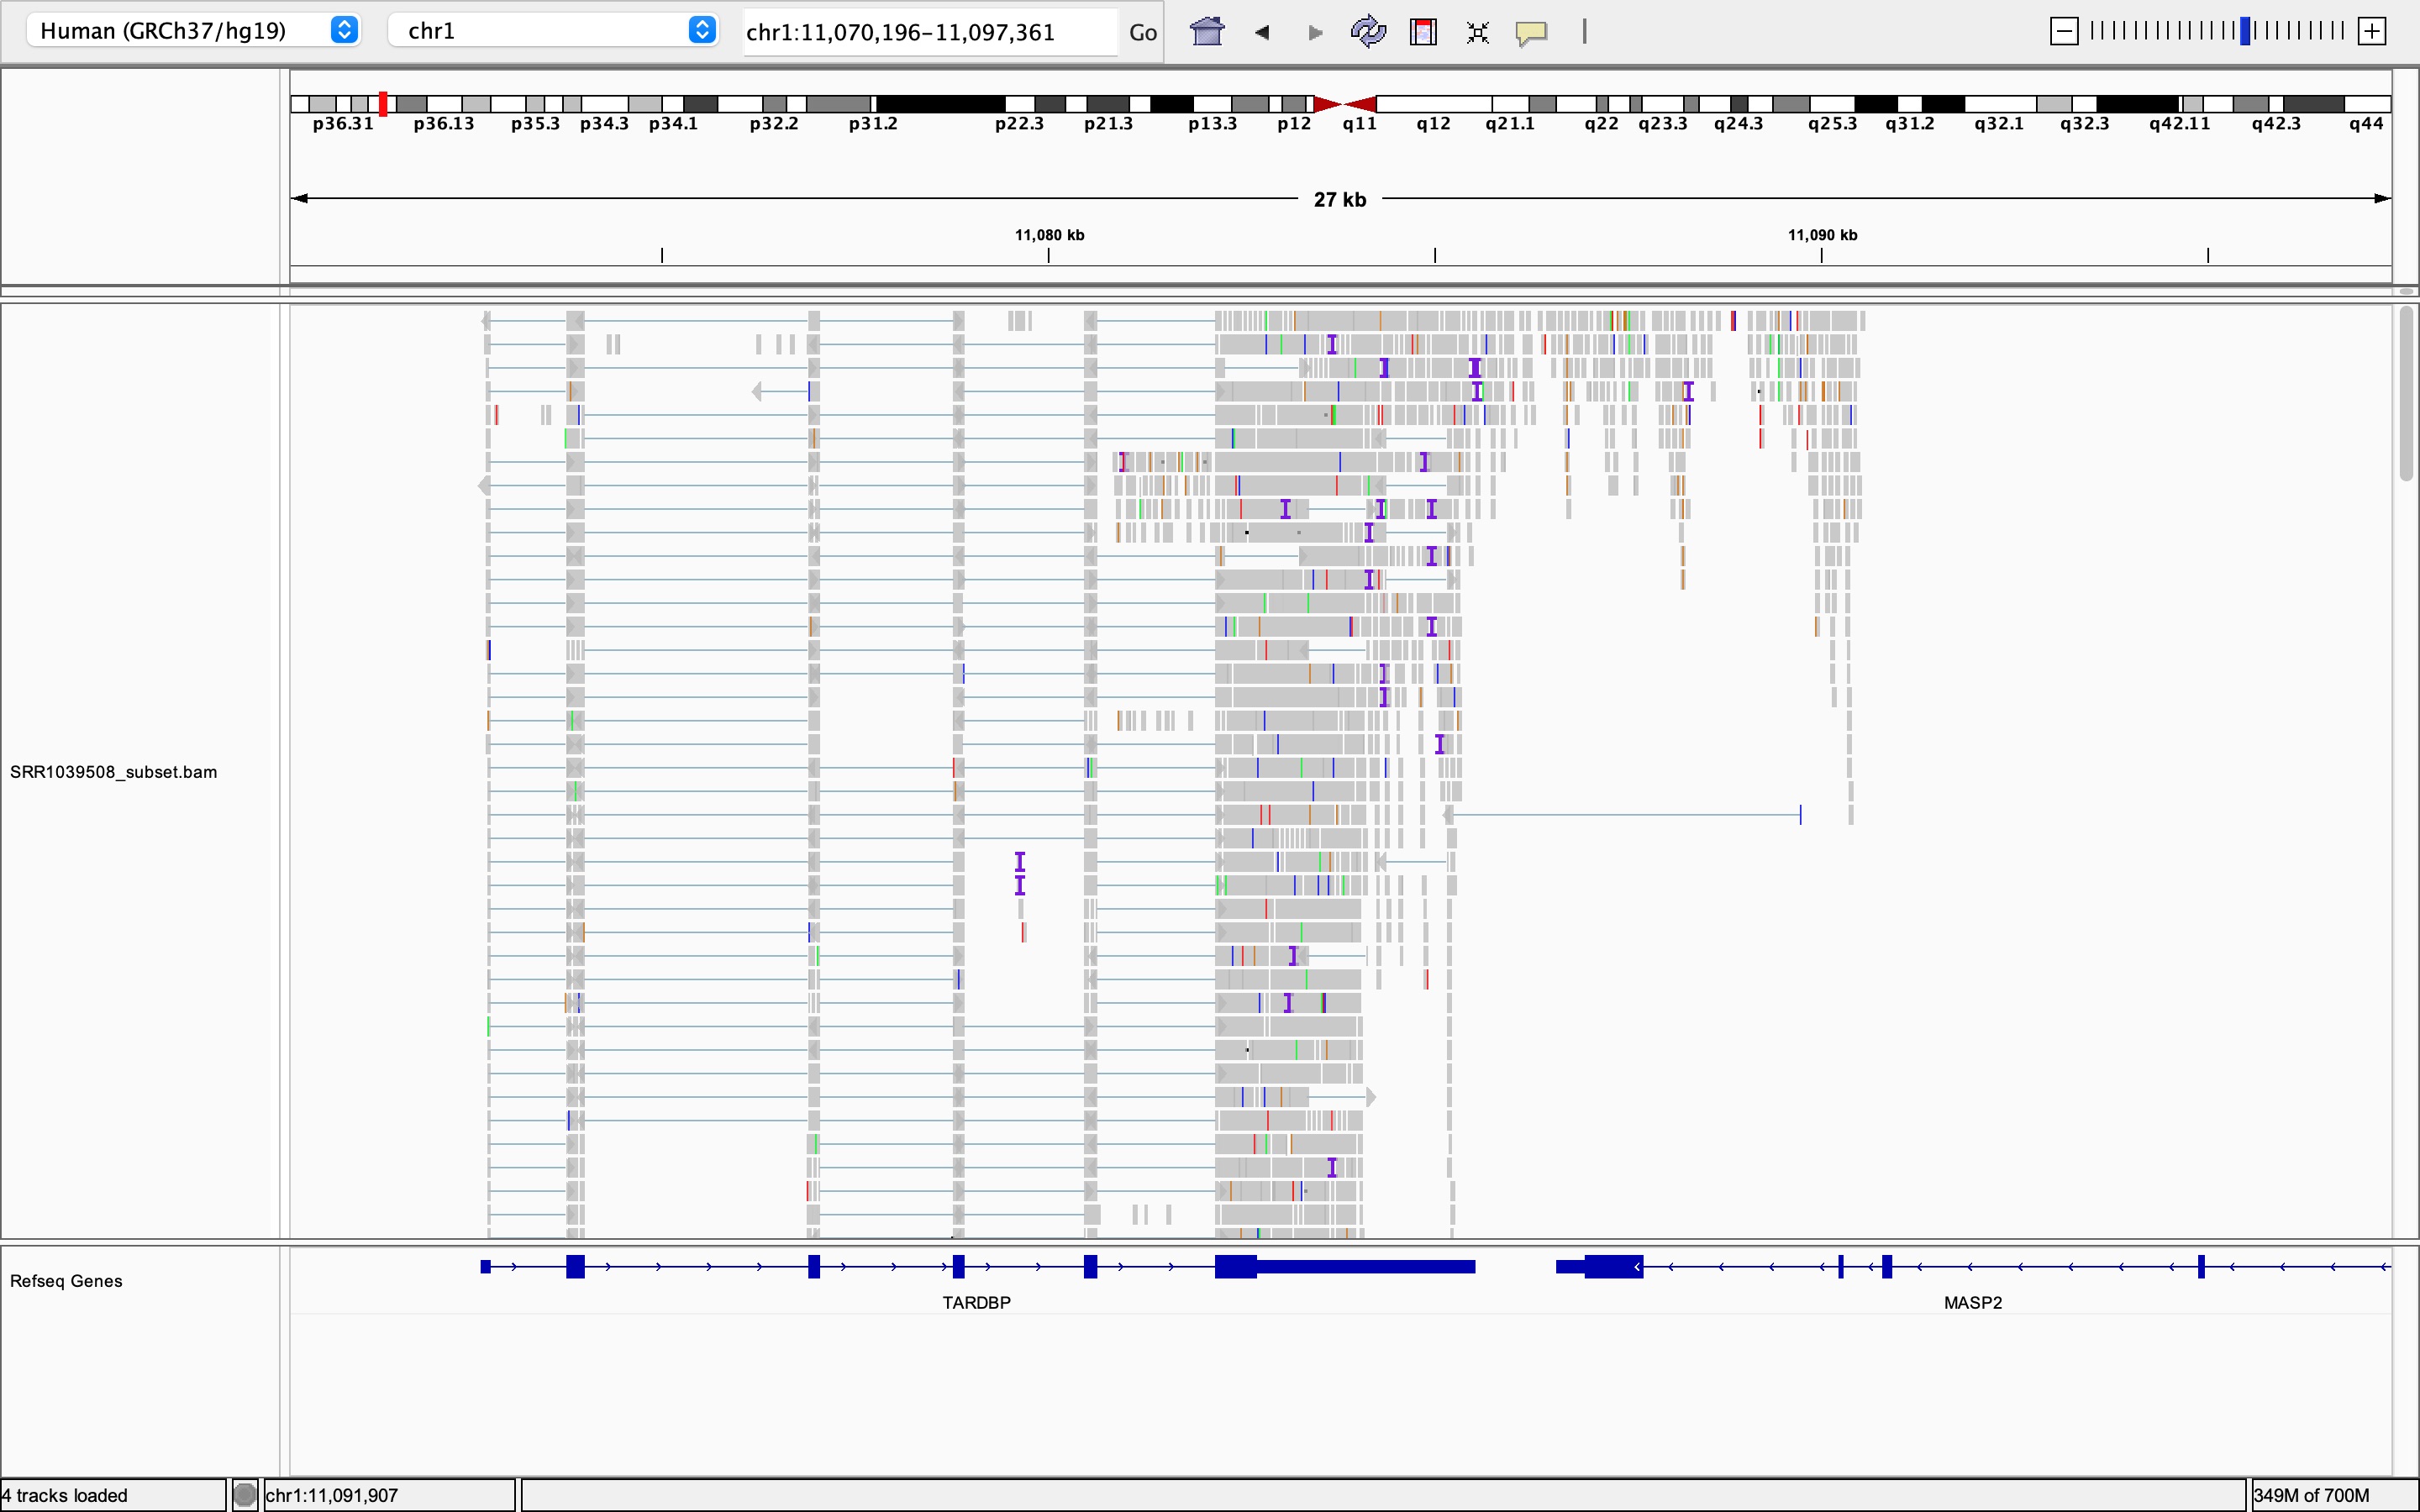 Human (GRCh37/hg19) chr1 chr1:11,070,196-11,097,361 Go
p36.31 p36.13 p35.3 p34.3 p34.1 p32.2 p31.2 p22.3 p21.3 p13.3 p12 q11 q12 q21.1 q22 q23.3 q24.3 q25.3 q31.2 q32.1 q32.3 q42.11 q42.3 q44
27 kb
11,080 kb 11,090 kb
SRR1039508_subset.bam
Refseq Genes
TARDBP MASP2
4 tracks loaded chr1:11,091,907 349M of 700M